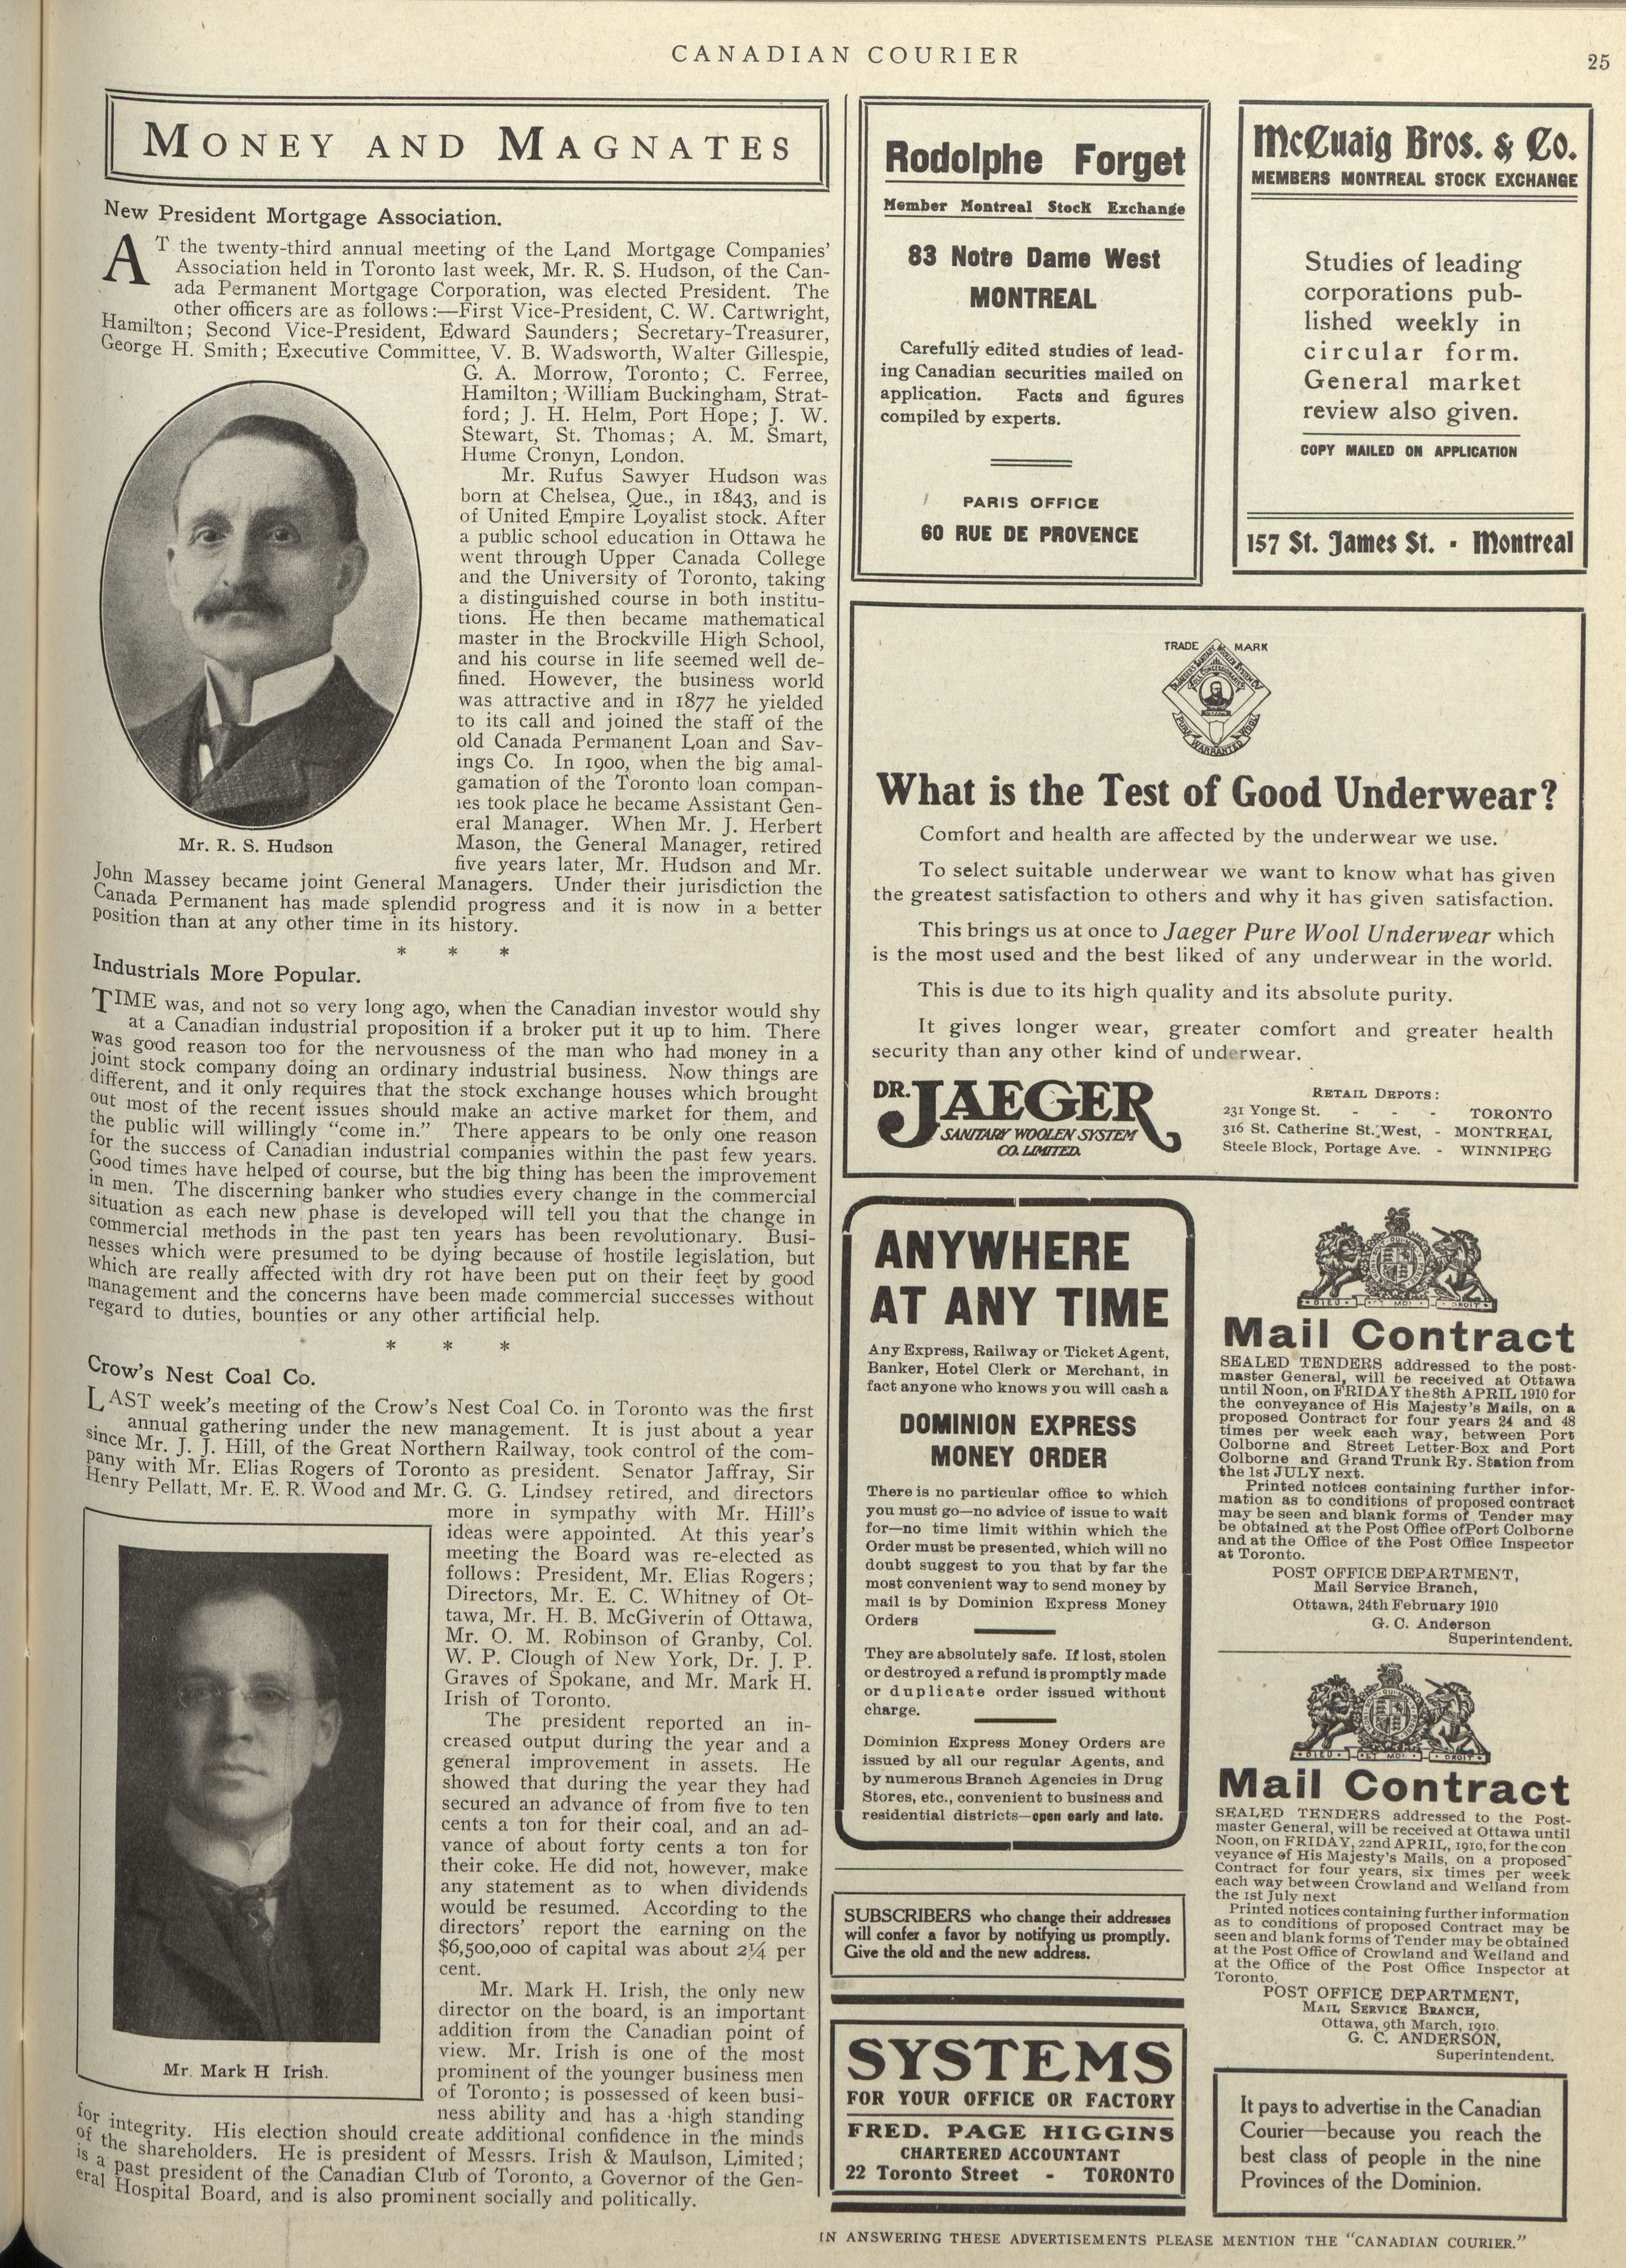 CANADIAN COURIER
25
MONEY AND MAGNATES
New President Mortgage Association.
AT the twenty-third annual meeting of the Land Mortgage Companies'
Association held in Toronto last week, Mr. R. S. Hudson, of the Can-
ada Permanent Mortgage Corporation, was elected President. The
other officers are as follows:—First Vice-President, C. W. Cartwright,
Hamilton; Second Vice-President, Edward Saunders; Secretary-Treasurer,
George H. Smith; Executive Committee, V. B. Wadsworth, Walter Gillespie,
G. A. Morrow, Toronto; C. Ferree,
Hamilton; William Buckingham, Strat-
ford; J. H. Helm, Port Hope; J. W.
Stewart, St. Thomas; A. M. Smart,
Hume Cronyn, London.
Mr. Rufus Sawyer Hudson was
born at Chelsea, Que., in 1843, and is
of United Empire Loyalist stock. After
a public school education in Ottawa he
went through Upper Canada College
and the University of Toronto, taking
a distinguished course in both institu-
tions. He then became mathematical
master in the Brockville High School,
and his course in life seemed well de-
fined. However, the business world
was attractive and in 1877 he yielded
to its call and joined the staff of the
old Canada Permanent Loan and Sav-
ings Co. In 1900, when the big amal-
gamation of the Toronto loan compan-
ies took place he became Assistant Gen-
eral Manager. When Mr. J. Herbert
Mason, the General Manager, retired
five years later, Mr. Hudson and Mr.
Mr. R. S. Hudson
John Massey became joint General Managers. Under their jurisdiction the
Canada Permanent has made splendid progress and it is now in a better
position than at any other time in its history.
* * *
Industrials More Popular.
TIME was, and not so very long ago, when the Canadian investor would shy
at a Canadian industrial proposition if a broker put it up to him. There
was good reason too for the nervousness of the man who had money in a
joint stock company doing an ordinary industrial business. Now things are
different, and it only requires that the stock exchange houses which brought
out most of the recent issues should make an active market for them, and
the public will willingly "come in." There appears to be only one reason
for the success of Canadian industrial companies within the past few years.
Good times have helped of course, but the big thing has been the improvement
in men. The discerning banker who studies every change in the commercial
situation as each new phase is developed will tell you that the change in
commercial methods in the past ten years has been revolutionary. Busi-
nesses which were presumed to be dying because of hostile legislation, but
which are really affected with dry rot have been put on their feet by good
management and the concerns have been made commercial successes without
regard to duties, bounties or any other artificial help.
* * *
Crow's Nest Coal Co.
LAST week's meeting of the Crow's Nest Coal Co. in Toronto was the first
annual gathering under the new management. It is just about a year
since Mr. J. J. Hill, of the Great Northern Railway, took control of the com-
pany with Mr. Elias Rogers of Toronto as president. Senator Jaffray, Sir
Henry Pellatt, Mr. E. R. Wood and Mr. G. G. Lindsey retired, and directors
more in sympathy with Mr. Hill's
ideas were appointed. At this year's
meeting the Board was re-elected as
follows: President, Mr. Elias Rogers;
Directors, Mr. E. C. Whitney of Ot-
tawa, Mr. H. B. McGiverin of Ottawa,
Mr. O. M. Robinson of Granby, Col.
W. P. Clough of New York, Dr. J. P.
Graves of Spokane, and Mr. Mark H.
Irish of Toronto.
The president reported an in-
creased output during the year and a
general improvement in assets. He
showed that during the year they had
secured an advance of from five to ten
cents a ton for their coal, and an ad-
vance of about forty cents a ton for
their coke. He did not, however, make
any statement as to when dividends
would be resumed. According to the
directors' report the earning on the
$6,500,000 of capital was about 2¼ per
cent.
Mr. Mark H. Irish, the only new
director on the board, is an important
addition from the Canadian point of
view. Mr. Irish is one of the most
prominent of the younger business men
of Toronto; is possessed of keen busi-
ness ability and has a high standing
Mr. Mark H Irish.
for integrity. His election should create additional confidence in the minds
of the shareholders. He is president of Messrs. Irish & Maulson, Limited;
is a past president of the Canadian Club of Toronto, a Governor of the Gen-
eral Hospital Board, and is also prominent socially and politically.
Rodolphe Forget
Member Montreal Stock Exchange
83 Notre Dame West
MONTREAL
Carefully edited studies of lead-
ing Canadian securities mailed on
application. Facts and figures
compiled by experts.
PARIS OFFICE
60 RUE DE PROVENCE
McCuaig Bros. & Co.
MEMBERS MONTREAL STOCK EXCHANGE
Studies of leading
corporations pub-
lished weekly in
circular form.
General market
review also given.
COPY MAILED ON APPLICATION
157 St. James St. · Montreal
TRADE MARK
PURE WARRANTED WOOL
What is the Test of Good Underwear?
Comfort and health are affected by the underwear we use.
To select suitable underwear we want to know what has given
the greatest satisfaction to others and why it has given satisfaction.
This brings us at once to Jaeger Pure Wool Underwear which
is the most used and the best liked of any underwear in the world.
This is due to its high quality and its absolute purity.
It gives longer wear, greater comfort and greater health
security than any other kind of underwear.
DR. JAEGER
SANITARY WOOLEN SYSTEM
CO. LIMITED.
RETAIL DEPOTS:
231 Yonge St. - - - TORONTO
316 St. Catherine St. West, - MONTREAL
Steele Block, Portage Ave. - WINNIPEG
ANYWHERE
AT ANY TIME
Any Express, Railway or Ticket Agent,
Banker, Hotel Clerk or Merchant, in
fact anyone who knows you will cash a
DOMINION EXPRESS
MONEY ORDER
There is no particular office to which
you must go—no advice of issue to wait
for—no time limit within which the
Order must be presented, which will no
doubt suggest to you that by far the
most convenient way to send money by
mail is by Dominion Express Money
Orders
They are absolutely safe. If lost, stolen
or destroyed a refund is promptly made
or duplicate order issued without
charge.
Dominion Express Money Orders are
issued by all our regular Agents, and
by numerous Branch Agencies in Drug
Stores, etc., convenient to business and
residential districts—open early and late.
SUBSCRIBERS who change their addresses
will confer a favor by notifying us promptly.
Give the old and the new address.
SYSTEMS
FOR YOUR OFFICE OR FACTORY
FRED. PAGE HIGGINS
CHARTERED ACCOUNTANT
22 Toronto Street - TORONTO
DIEU ET MON DROIT
Mail Contract
SEALED TENDERS addressed to the post-
master General, will be received at Ottawa
until Noon, on FRIDAY the 8th APRIL 1910 for
the conveyance of His Majesty's Mails, on a
proposed Contract for four years 24 and 48
times per week each way, between Port
Colborne and Street Letter-Box and Port
Colborne and Grand Trunk Ry. Station from
the 1st JULY next.
Printed notices containing further infor-
mation as to conditions of proposed contract
may be seen and blank forms of Tender may
be obtained at the Post Office of Port Colborne
and at the Office of the Post Office Inspector
at Toronto.
POST OFFICE DEPARTMENT,
Mail Service Branch,
Ottawa, 24th February 1910
G. C. Anderson
Superintendent.
DIEU ET MON DROIT
Mail Contract
SEALED TENDERS addressed to the Post-
master General, will be received at Ottawa until
Noon, on FRIDAY, 22nd APRIL, 1910, for the con
veyance of His Majesty's Mails, on a proposed
Contract for four years, six times per week
each way between Crowland and Welland from
the 1st July next
Printed notices containing further information
as to conditions of proposed Contract may be
seen and blank forms of Tender may be obtained
at the Post Office of Crowland and Welland and
at the Office of the Post Office Inspector at
Toronto.
POST OFFICE DEPARTMENT,
MAIL SERVICE BRANCH,
Ottawa, 9th March, 1910.
G. C. ANDERSON,
Superintendent.
It pays to advertise in the Canadian
Courier—because you reach the
best class of people in the nine
Provinces of the Dominion.
IN ANSWERING THESE ADVERTISEMENTS PLEASE MENTION THE "CANADIAN COURIER."